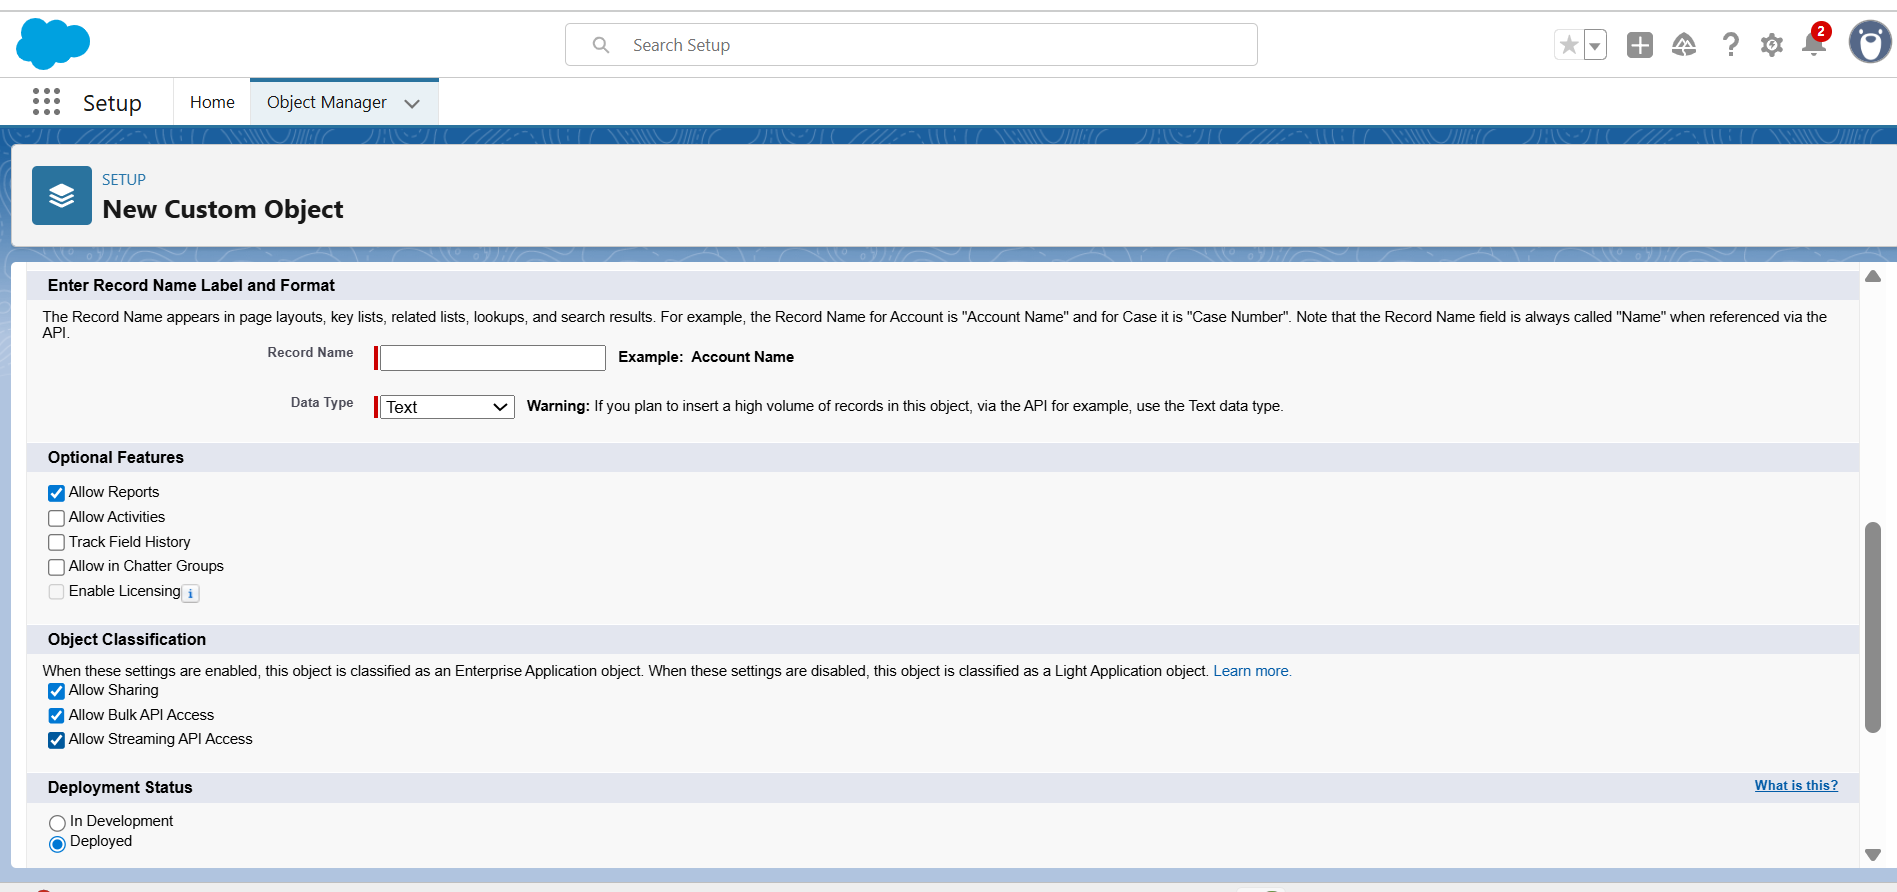 Search Setup
2
Setup
Home
Object Manager
SETUP
New Custom Object
Enter Record Name Label and Format
The Record Name appears in page layouts, key lists, related lists, lookups, and search results. For example, the Record Name for Account is "Account Name" and for Case it is "Case Number". Note that the Record Name field is always called "Name" when referenced via the
API.
Record Name
Example: Account Name
Data Type
Text
Warning: If you plan to insert a high volume of records in this object, via the API for example, use the Text data type.
Optional Features
Allow Reports
Allow Activities
Track Field History
Allow in Chatter Groups
Enable Licensing
i
Object Classification
When these settings are enabled, this object is classified as an Enterprise Application object. When these settings are disabled, this object is classified as a Light Application object. Learn more.
Allow Sharing
Allow Bulk API Access
Allow Streaming API Access
Deployment Status
What is this?
In Development
Deployed